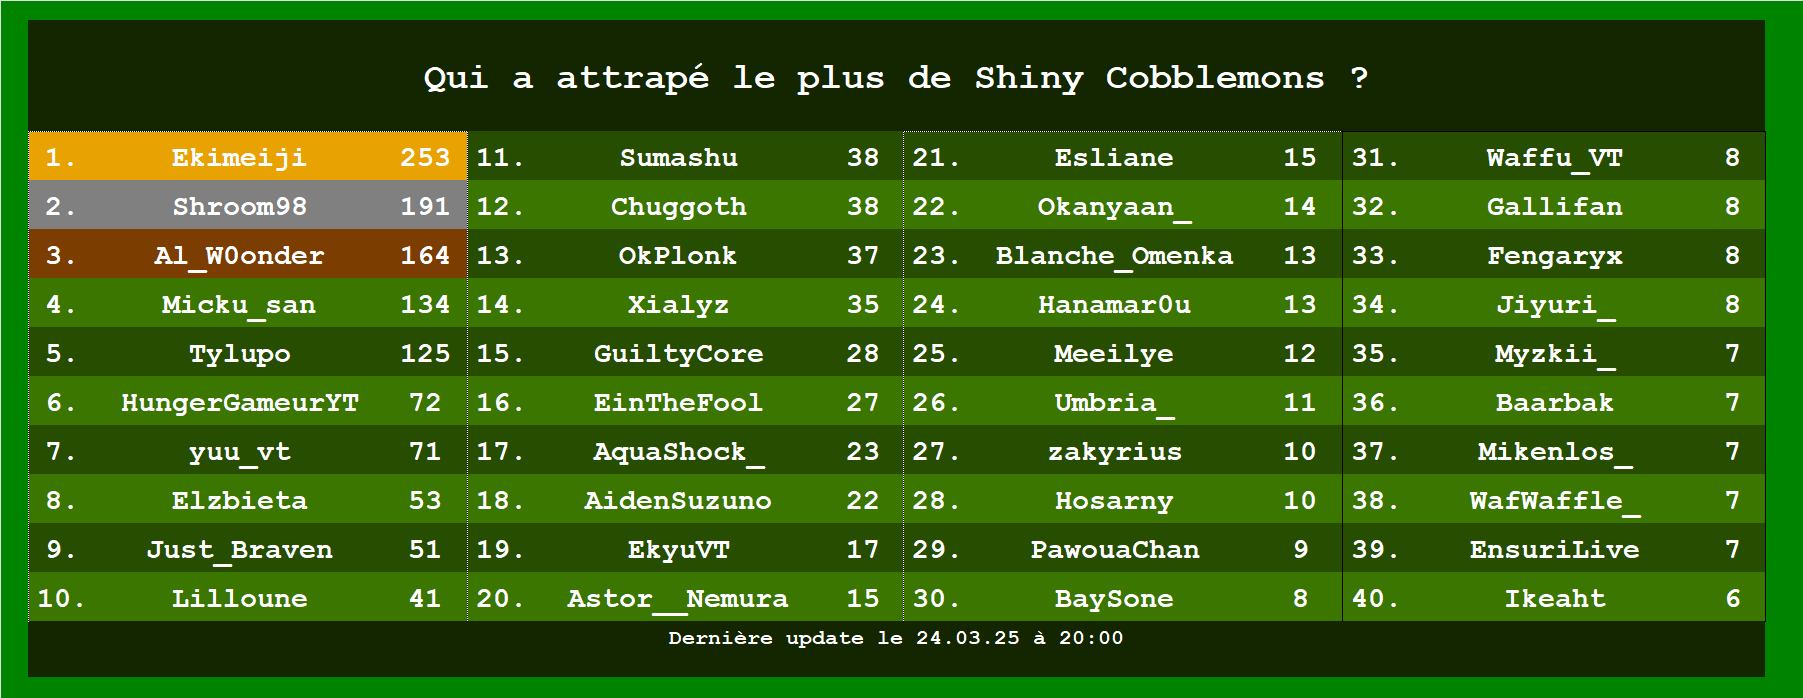 Qui a attrapé le plus de Shiny Cobblemons ?
1. Ekimeiji 253
2. Shroom98 191
3. Al_W0onder 164
4. Micku_san 134
5. Tylupo 125
6. HungerGameurYT 72
7. yuu_vt 71
8. Elzbieta 53
9. Just_Braven 51
10. Lilloune 41
11. Sumashu 38
12. Chuggoth 38
13. OkPlonk 37
14. Xialyz 35
15. GuiltyCore 28
16. EinTheFool 27
17. AquaShock_ 23
18. AidenSuzuno 22
19. EkyuVT 17
20. Astor__Nemura 15
21. Esliane 15
22. Okanyaan_ 14
23. Blanche_Omenka 13
24. Hanamar0u 13
25. Meeilye 12
26. Umbria_ 11
27. zakyrius 10
28. Hosarny 10
29. PawouaChan 9
30. BaySone 8
31. Waffu_VT 8
32. Gallifan 8
33. Fengaryx 8
34. Jiyuri_ 8
35. Myzkii_ 7
36. Baarbak 7
37. Mikenlos_ 7
38. WafWaffle_ 7
39. EnsuriLive 7
40. Ikeaht 6
Dernière update le 24.03.25 à 20:00